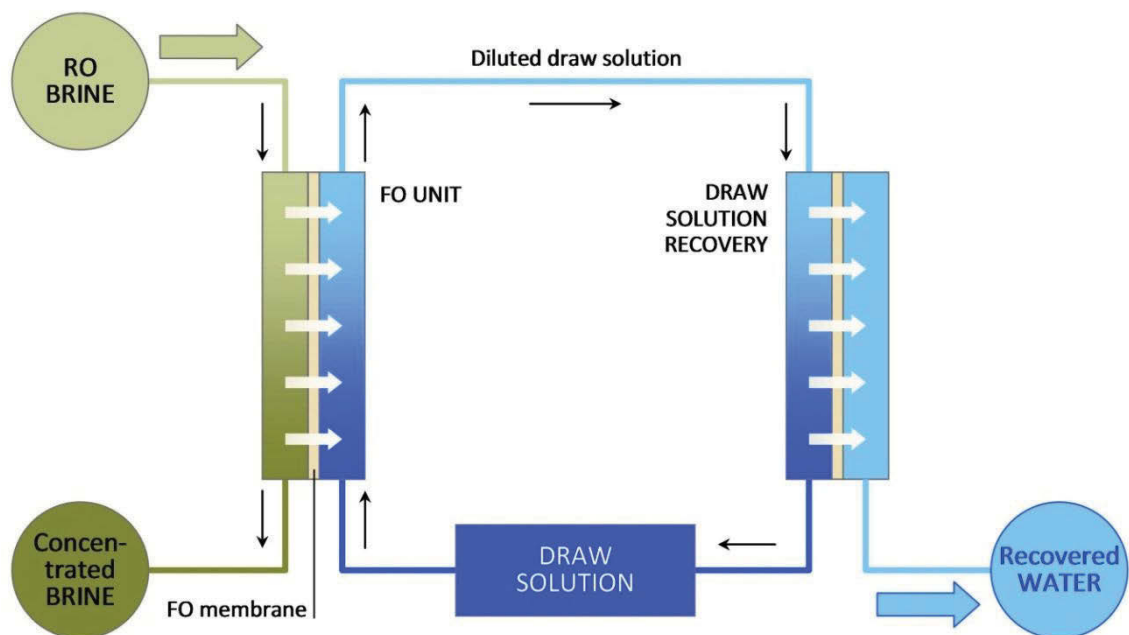 RO
BRINE
Diluted draw solution
FO UNIT
DRAW
SOLUTION
RECOVERY
Concen-
trated
BRINE
FO membrane
DRAW
SOLUTION
Recovered
WATER